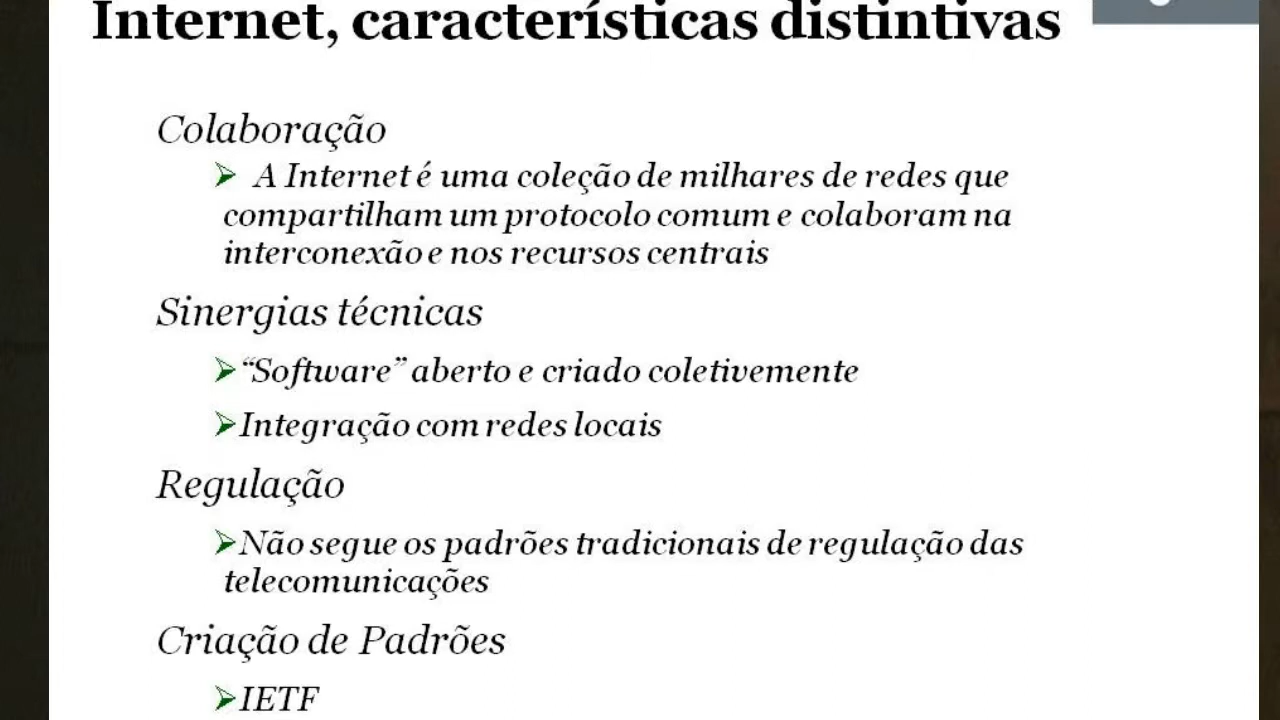 Internet, características distintivas
Colaboração
A Internet é uma coleção de milhares de redes que
compartilham um protocolo comum e colaboram na
interconexão e nos recursos centrais
Sinergias técnicas
“Software” aberto e criado coletivemente
Integração com redes locais
Regulação
Não segue os padrões tradicionais de regulação das
telecomunicações
Criação de Padrões
IETF